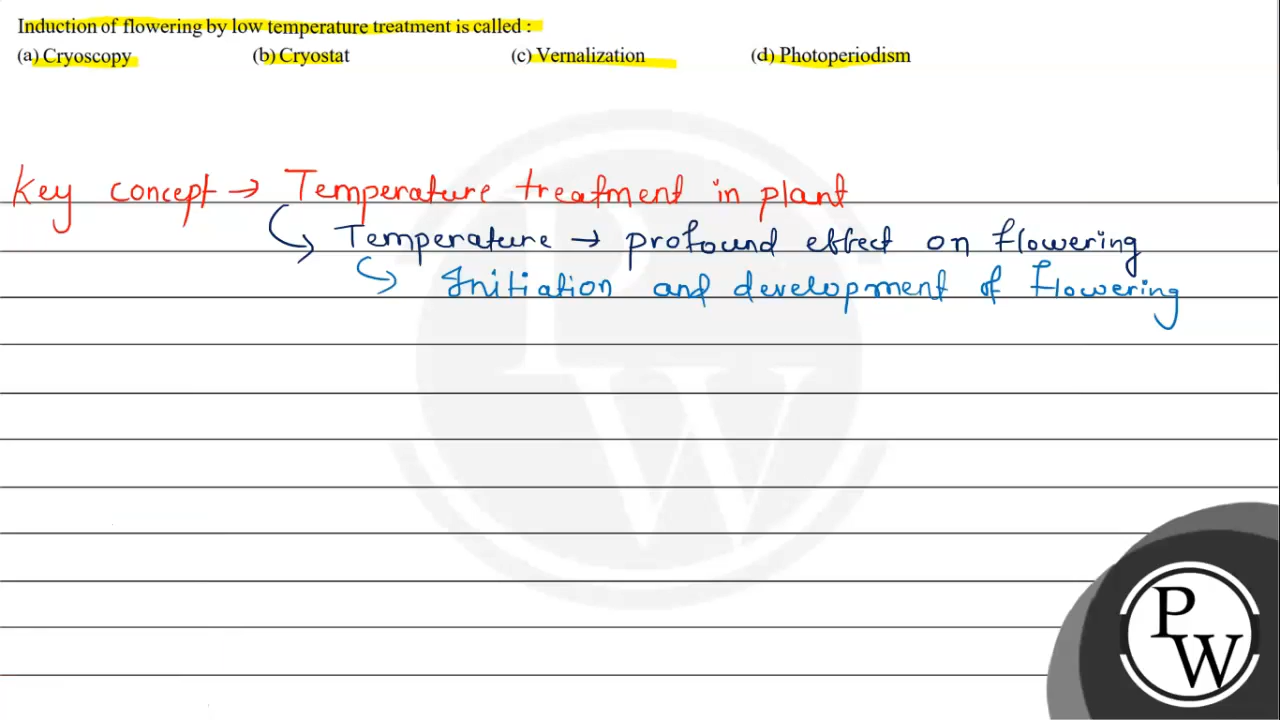 Induction of flowering by low temperature treatment is called :
(a) Cryoscopy (b) Cryostat (c) Vernalization (d) Photoperiodism
Key concept → Temperature treatment in plant
↳ Temperature → profound effect on flowering
↳ Initiation and development of flowering
P
W
P
W